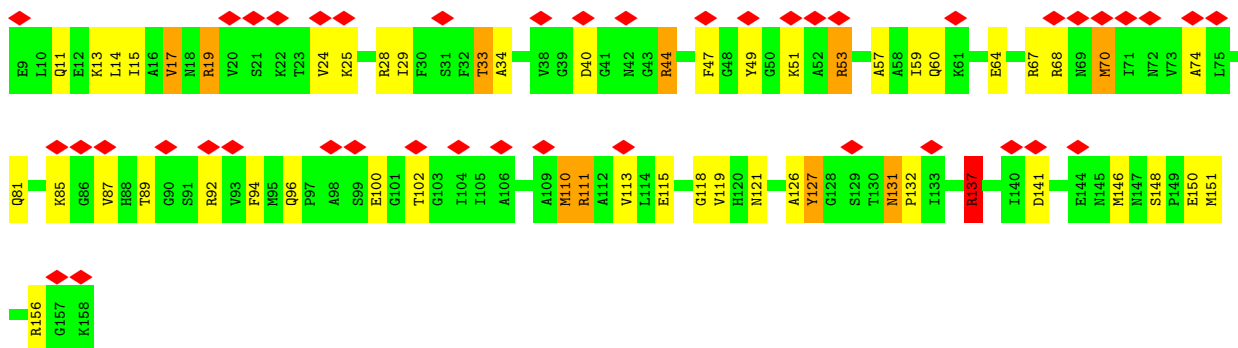 E9 L10 Q11 E12 K13 L14 I15 A16 V17 N18 R19 V20 S21 K22 T23 V24 K25 R28 I29 F30 S31 F32 T33 A34 V38 G39 D40 G41 N42 G43 R44 F47 G48 Y49 G50 K51 A52 R53 A57 A58 I59 Q60 K61 E64 R67 R68 N69 M70 I71 N72 V73 A74 L75
Q81 K85 G86 V87 H88 T89 G90 S91 R92 V93 F94 M95 Q96 P97 A98 S99 E100 G101 T102 G103 I104 I105 A106 A109 M110 R111 A112 V113 L114 E115 G118 V119 H120 N121 A126 Y127 G128 S129 T130 N131 P132 I133 R137 I140 D141 E144 N145 M146 N147 S148 P149 E150 M151
R156 G157 K158